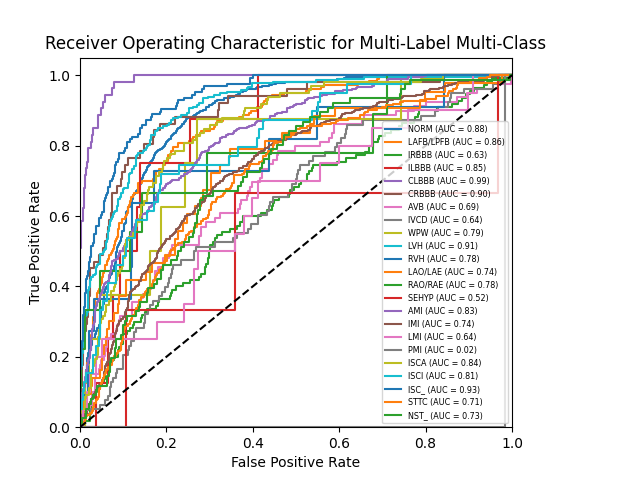 Receiver Operating Characteristic for Multi-Label Multi-Class
True Positive Rate
1.0
0.8
0.6
0.4
0.2
0.0
NORM (AUC = 0.88)
LAFB/LPFB (AUC = 0.86)
IRBBB (AUC = 0.63)
ILBBB (AUC = 0.85)
CLBBB (AUC = 0.99)
CRBBB (AUC = 0.90)
AVB (AUC = 0.69)
IVCD (AUC = 0.64)
WPW (AUC = 0.79)
LVH (AUC = 0.91)
RVH (AUC = 0.78)
LAO/LAE (AUC = 0.74)
RAO/RAE (AUC = 0.78)
SEHYP (AUC = 0.52)
AMI (AUC = 0.83)
IMI (AUC = 0.74)
LMI (AUC = 0.64)
PMI (AUC = 0.02)
ISCA (AUC = 0.84)
ISCI (AUC = 0.81)
ISC_ (AUC = 0.93)
STTC (AUC = 0.71)
NST_ (AUC = 0.73)
0.0 0.2 0.4 0.6 0.8 1.0
False Positive Rate